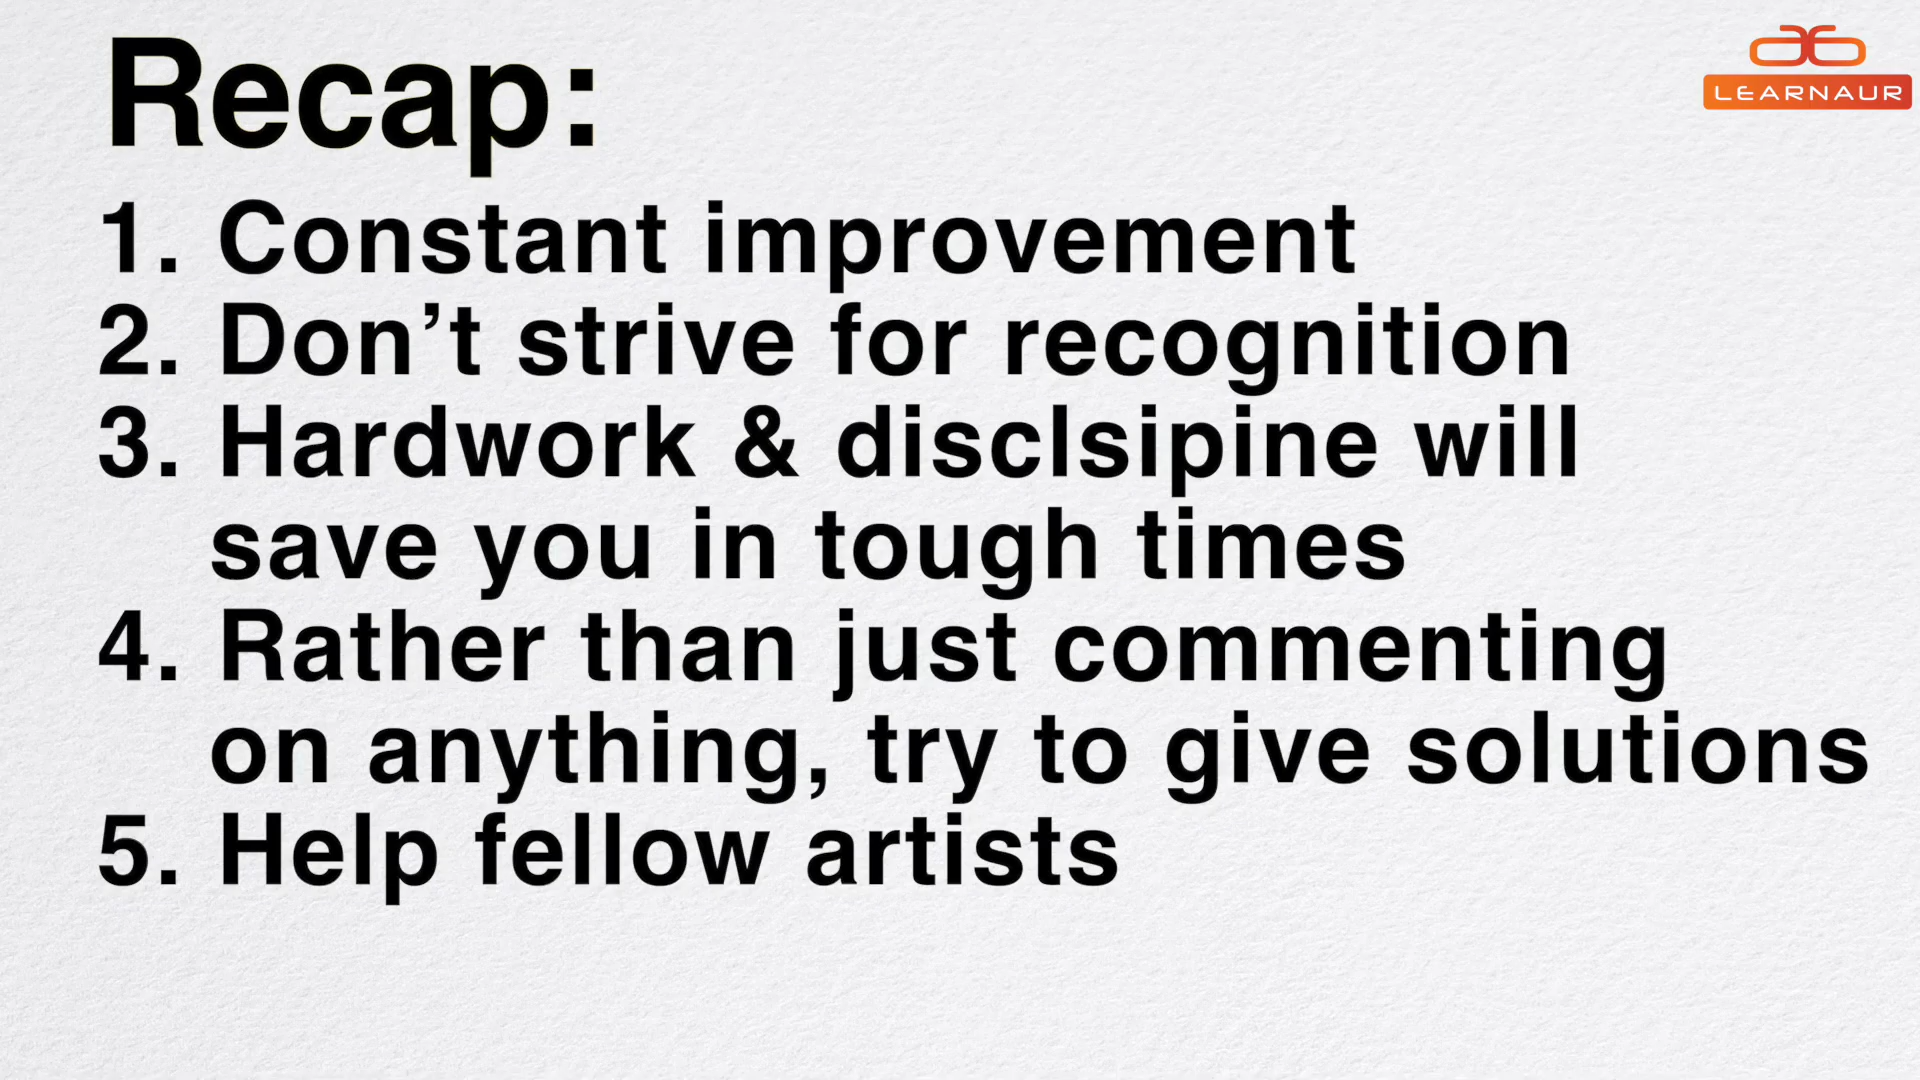 Recap:
LEARNAUR
1. Constant improvement
2. Don’t strive for recognition
3. Hardwork & disclsipine will
save you in tough times
4. Rather than just commenting
on anything, try to give solutions
5. Help fellow artists